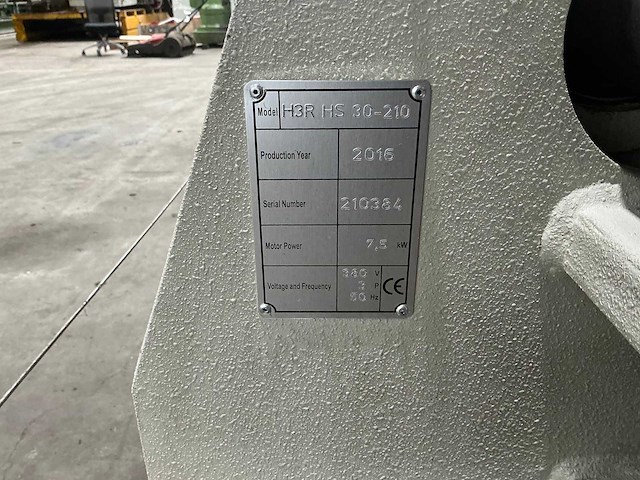 Model H3R HS 30-210
Production Year 2016
Serial Number 210384
Motor Power 7,5 kW
Voltage and Frequency 380 V
3 P
50 Hz
CE